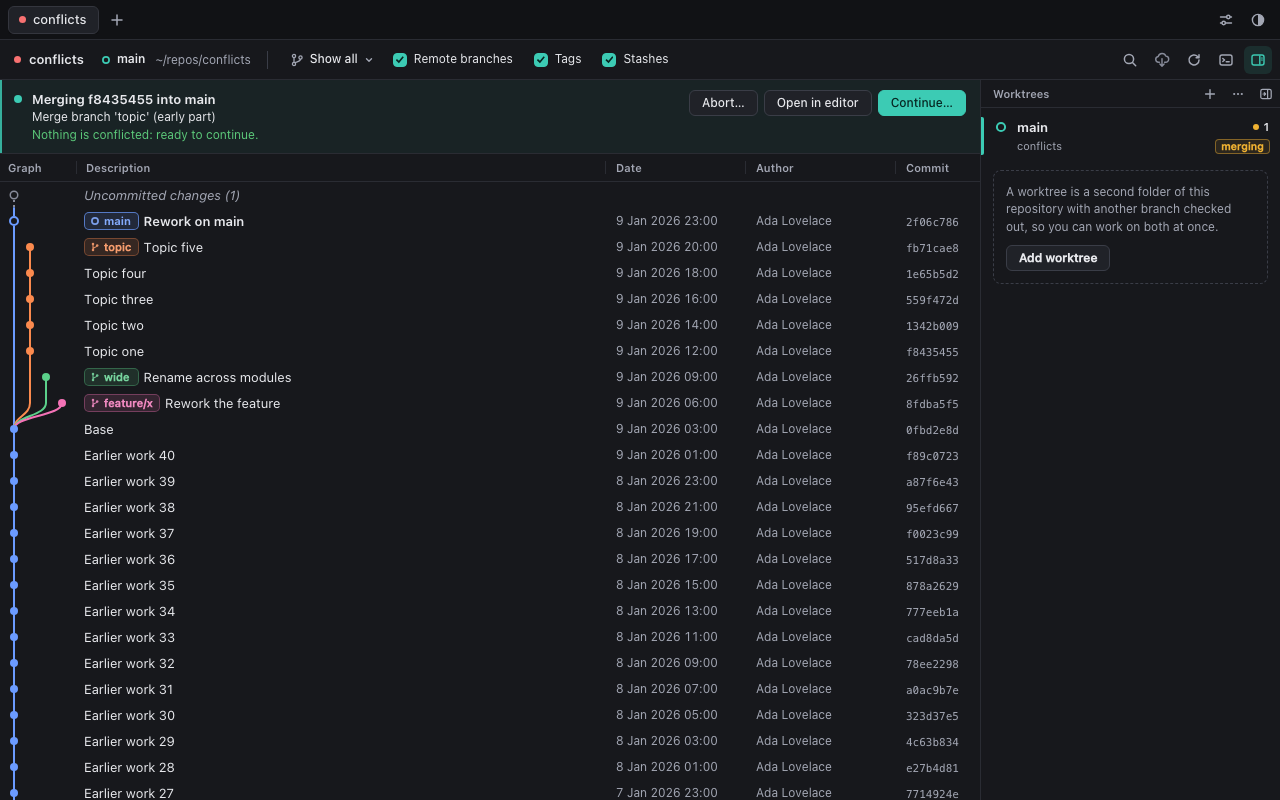 conflicts
conflicts main ~/repos/conflicts Show all Remote branches Tags Stashes
Merging f8435455 into main
Merge branch 'topic' (early part)
Nothing is conflicted: ready to continue.
Abort... Open in editor Continue...
Graph Description Date Author Commit
Uncommitted changes (1)
main Rework on main 9 Jan 2026 23:00 Ada Lovelace 2f06c786
topic Topic five 9 Jan 2026 20:00 Ada Lovelace fb71cae8
Topic four 9 Jan 2026 18:00 Ada Lovelace 1e65b5d2
Topic three 9 Jan 2026 16:00 Ada Lovelace 559f472d
Topic two 9 Jan 2026 14:00 Ada Lovelace 1342b009
Topic one 9 Jan 2026 12:00 Ada Lovelace f8435455
wide Rename across modules 9 Jan 2026 09:00 Ada Lovelace 26ffb592
feature/x Rework the feature 9 Jan 2026 06:00 Ada Lovelace 8fdba5f5
Base 9 Jan 2026 03:00 Ada Lovelace 0fbd2e8d
Earlier work 40 9 Jan 2026 01:00 Ada Lovelace f89c0723
Earlier work 39 8 Jan 2026 23:00 Ada Lovelace a87f6e43
Earlier work 38 8 Jan 2026 21:00 Ada Lovelace 95efd667
Earlier work 37 8 Jan 2026 19:00 Ada Lovelace f0023c99
Earlier work 36 8 Jan 2026 17:00 Ada Lovelace 517d8a33
Earlier work 35 8 Jan 2026 15:00 Ada Lovelace 878a2629
Earlier work 34 8 Jan 2026 13:00 Ada Lovelace 777eeb1a
Earlier work 33 8 Jan 2026 11:00 Ada Lovelace cad8da5d
Earlier work 32 8 Jan 2026 09:00 Ada Lovelace 78ee2298
Earlier work 31 8 Jan 2026 07:00 Ada Lovelace a0ac9b7e
Earlier work 30 8 Jan 2026 05:00 Ada Lovelace 323d37e5
Earlier work 29 8 Jan 2026 03:00 Ada Lovelace 4c63b834
Earlier work 28 8 Jan 2026 01:00 Ada Lovelace e27b4d81
Earlier work 27 7 Jan 2026 23:00 Ada Lovelace 7714924e
Worktrees
main 1
conflicts merging
A worktree is a second folder of this
repository with another branch checked
out, so you can work on both at once.
Add worktree